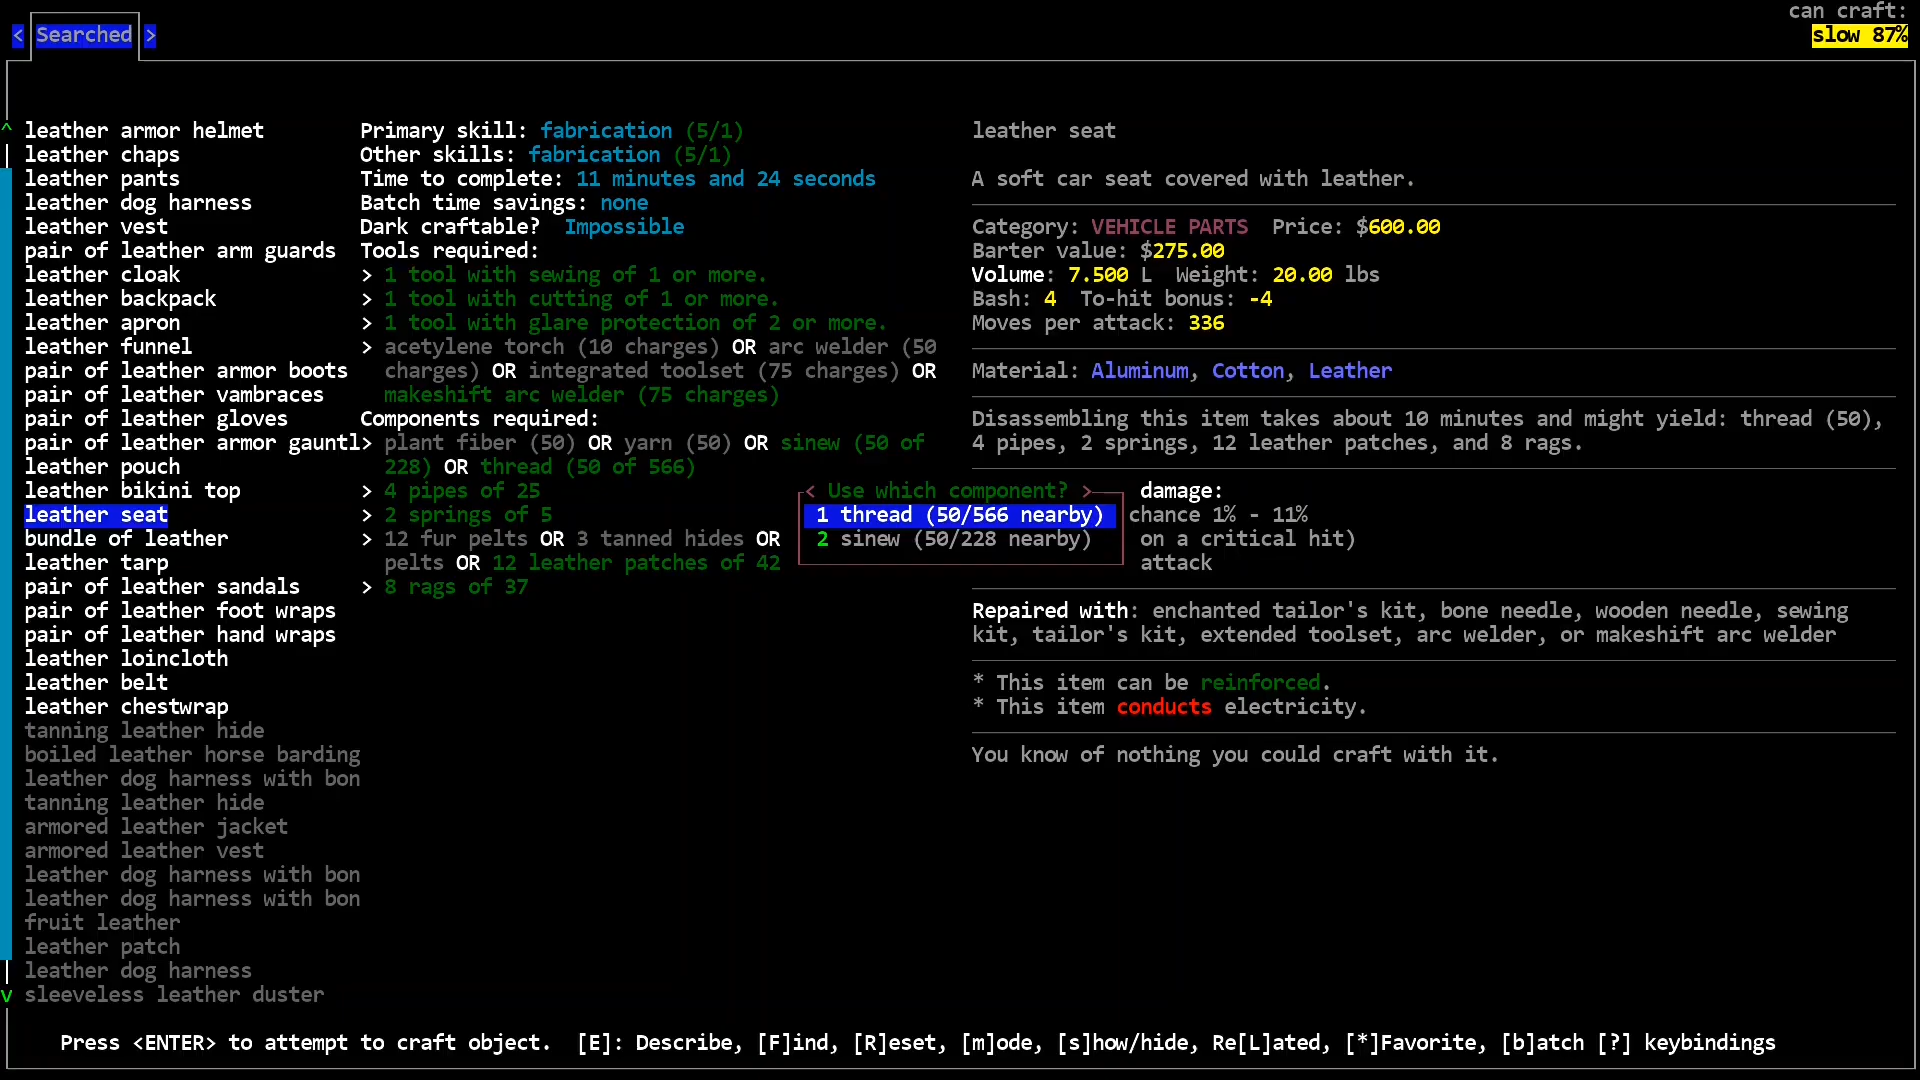 can craft:
< Searched >
slow 87%
^ leather armor helmet
leather chaps
leather pants
leather dog harness
leather vest
pair of leather arm guards
leather cloak
leather backpack
leather apron
leather funnel
pair of leather armor boots
pair of leather vambraces
pair of leather gloves
pair of leather armor gauntl
leather pouch
leather bikini top
leather seat
bundle of leather
leather tarp
pair of leather sandals
pair of leather foot wraps
pair of leather hand wraps
leather loincloth
leather belt
leather chestwrap
tanning leather hide
boiled leather horse barding
leather dog harness with bon
tanning leather hide
armored leather jacket
armored leather vest
leather dog harness with bon
leather dog harness with bon
fruit leather
leather patch
leather dog harness
v sleeveless leather duster
Primary skill: fabrication (5/1)
Other skills: fabrication (5/1)
Time to complete: 11 minutes and 24 seconds
Batch time savings: none
Dark craftable? Impossible
Tools required:
> 1 tool with sewing of 1 or more.
> 1 tool with cutting of 1 or more.
> 1 tool with glare protection of 2 or more.
> acetylene torch (10 charges) OR arc welder (50
charges) OR integrated toolset (75 charges) OR
makeshift arc welder (75 charges)
Components required:
> plant fiber (50) OR yarn (50) OR sinew (50 of
228) OR thread (50 of 566)
> 4 pipes of 25
> 2 springs of 5
> 12 fur pelts OR 3 tanned hides OR
pelts OR 12 leather patches of 42
> 8 rags of 37
< Use which component? >
1 thread (50/566 nearby)
2 sinew (50/228 nearby)
leather seat
A soft car seat covered with leather.
Category: VEHICLE PARTS Price: $600.00
Barter value: $275.00
Volume: 7.500 L Weight: 20.00 lbs
Bash: 4 To-hit bonus: -4
Moves per attack: 336
Material: Aluminum, Cotton, Leather
Disassembling this item takes about 10 minutes and might yield: thread (50),
4 pipes, 2 springs, 12 leather patches, and 8 rags.
damage:
chance 1% - 11%
on a critical hit)
attack
Repaired with: enchanted tailor's kit, bone needle, wooden needle, sewing
kit, tailor's kit, extended toolset, arc welder, or makeshift arc welder
* This item can be reinforced.
* This item conducts electricity.
You know of nothing you could craft with it.
Press <ENTER> to attempt to craft object. [E]: Describe, [F]ind, [R]eset, [m]ode, [s]how/hide, Re[L]ated, [*]Favorite, [b]atch [?] keybindings